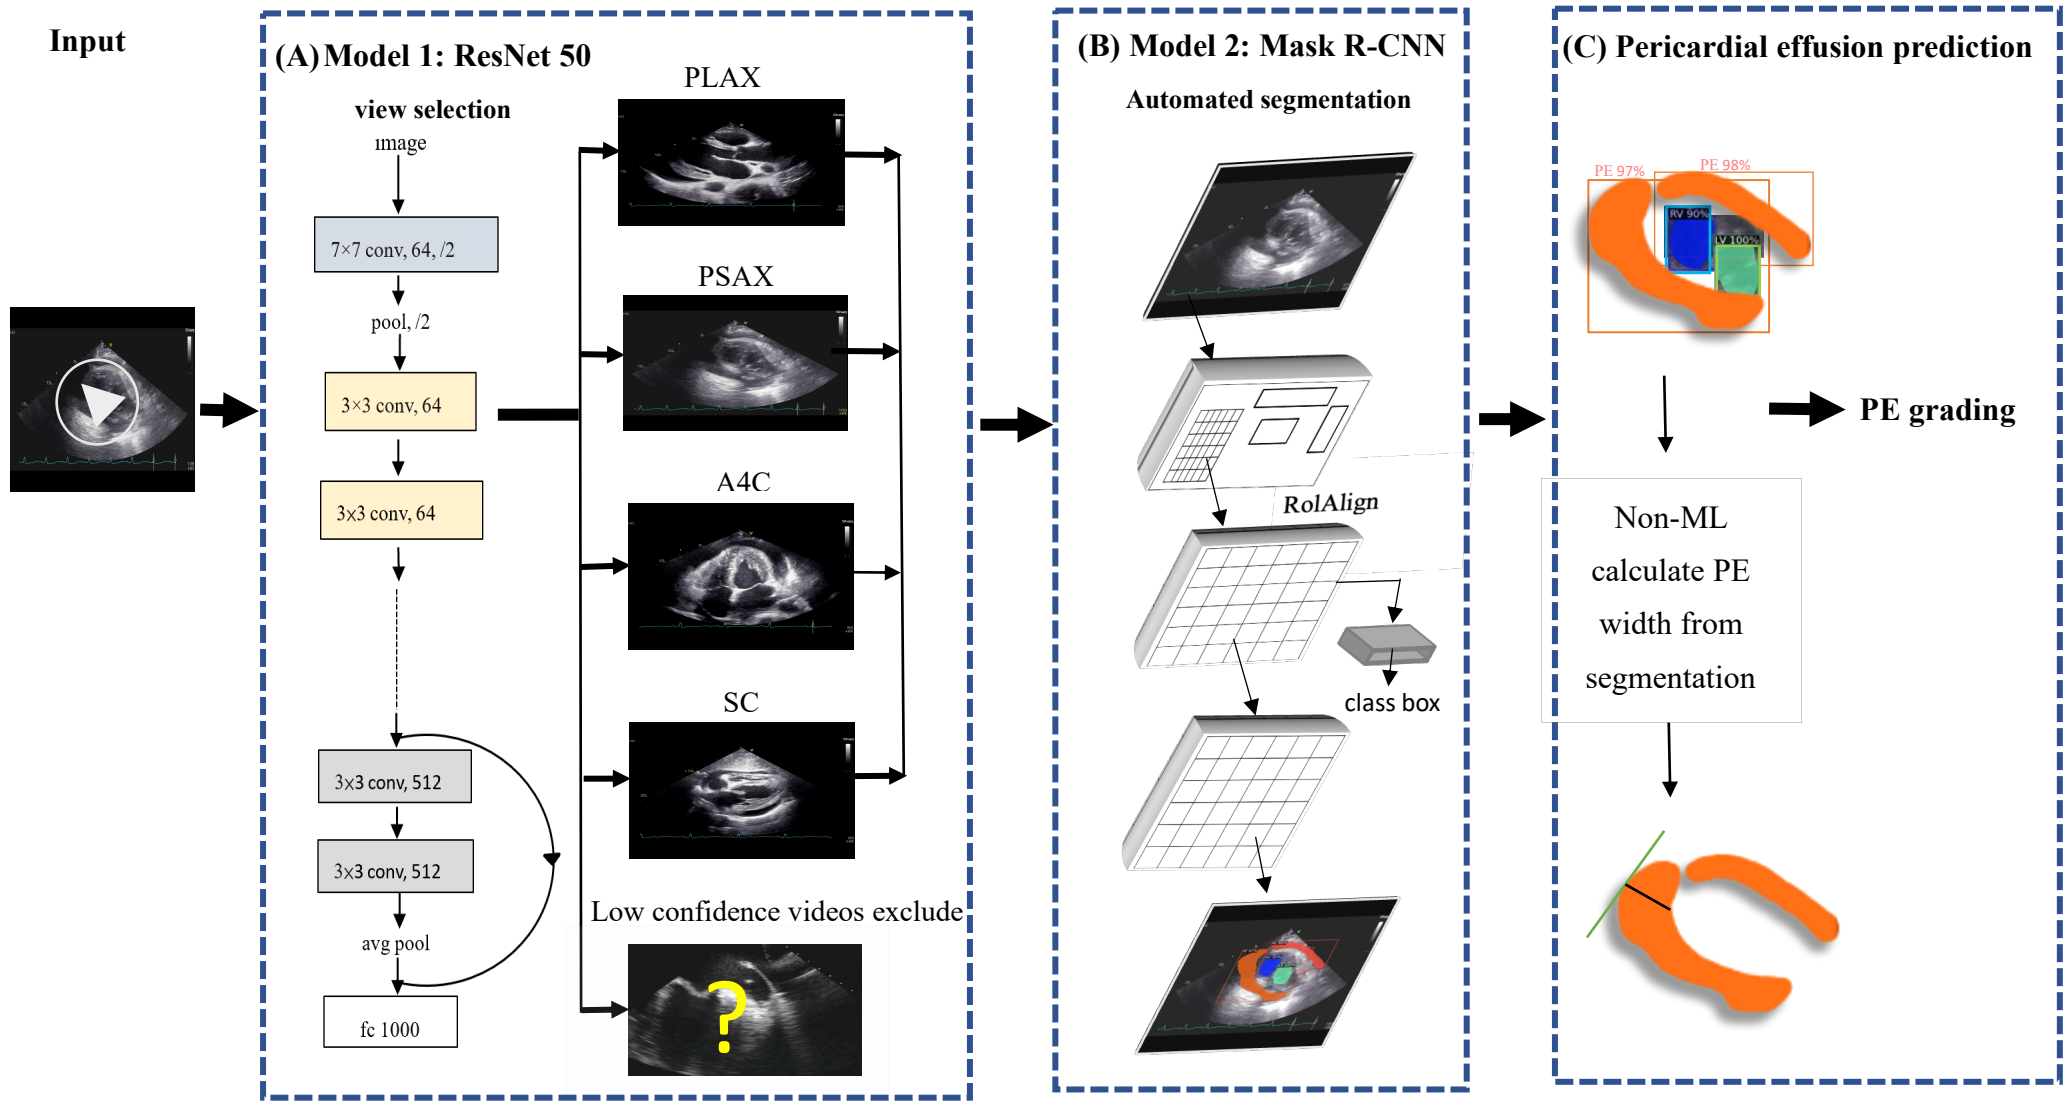 Input
(A) Model 1: ResNet 50
view selection
image
7×7 conv, 64, /2
pool, /2
3×3 conv, 64
3×3 conv, 64
3×3 conv, 512
3×3 conv, 512
avg pool
fc 1000
PLAX
PSAX
A4C
SC
Low confidence videos exclude
?
(B) Model 2: Mask R-CNN
Automated segmentation
RoIAlign
class box
(C) Pericardial effusion prediction
PE 97%
PE 98%
RV 90%
LV 100%
PE grading
Non-ML
calculate PE
width from
segmentation